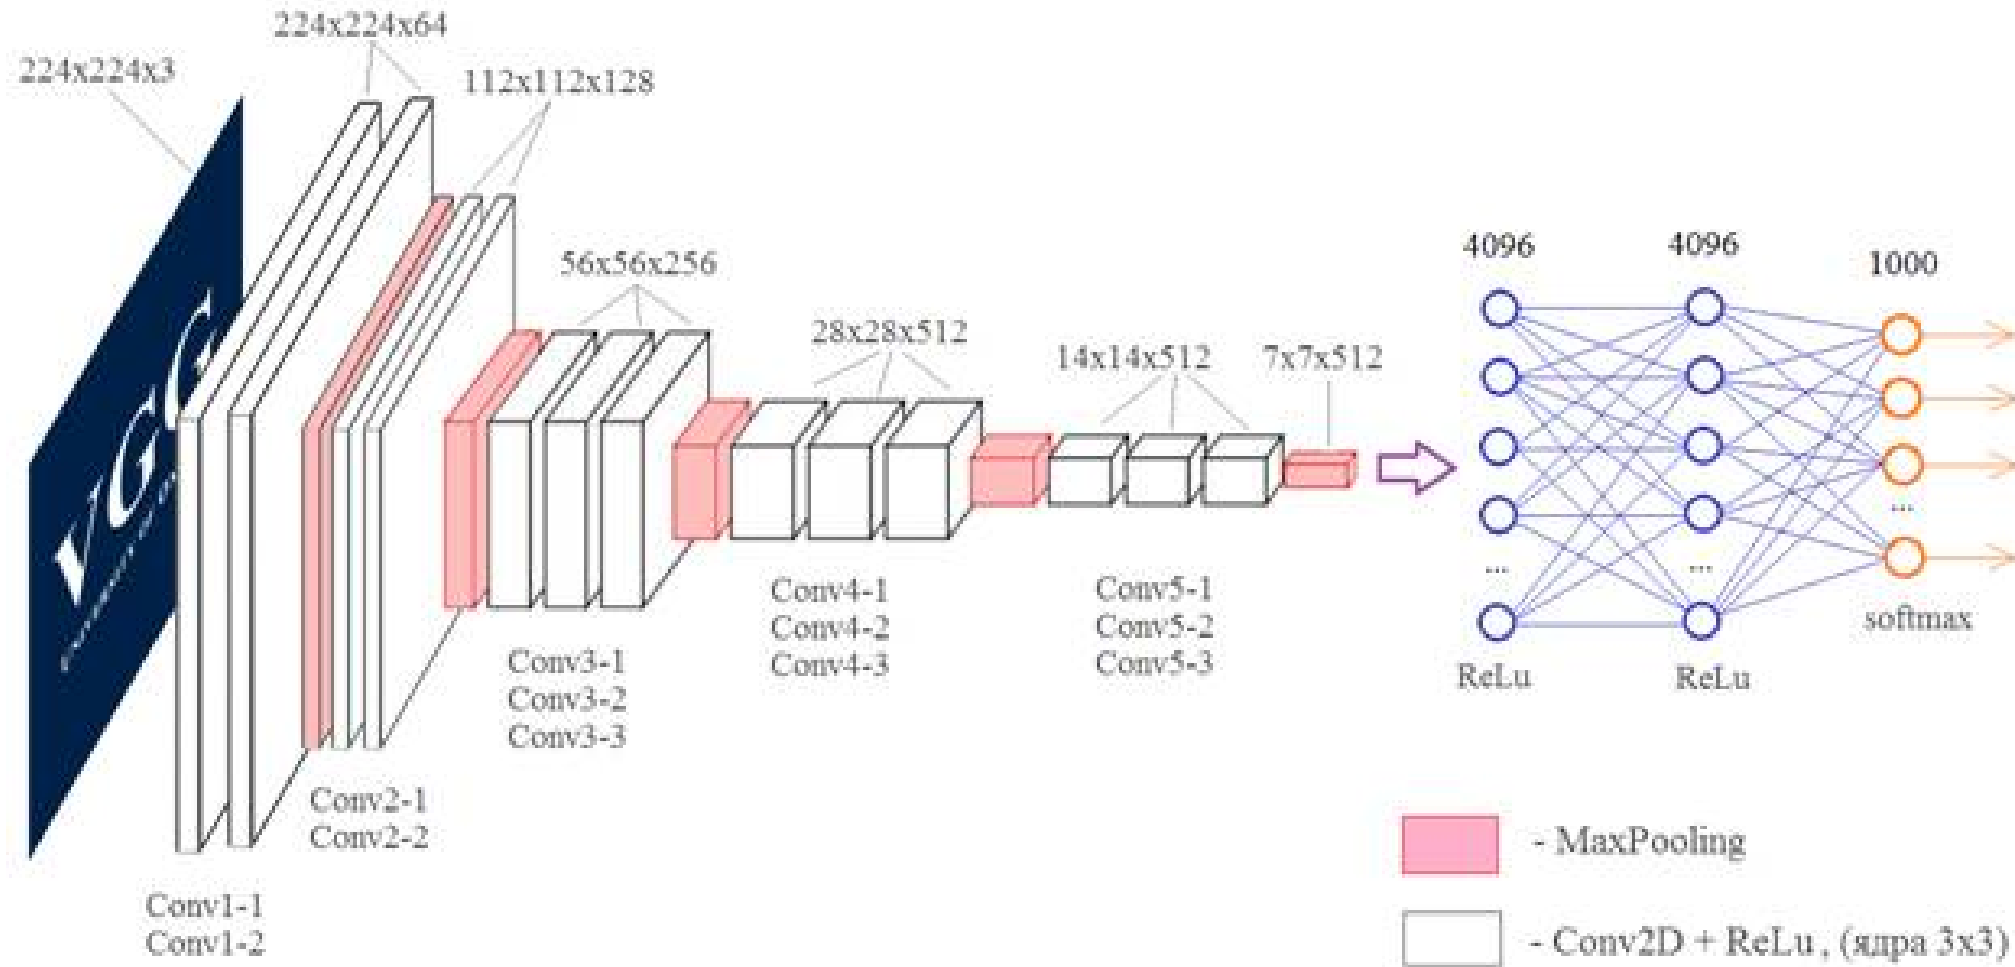 224x224x64
224x224x3
112x112x128
56x56x256
28x28x512
14x14x512
7x7x512
4096
4096
1000
VGG
Conv1-1
Conv1-2
Conv2-1
Conv2-2
Conv3-1
Conv3-2
Conv3-3
Conv4-1
Conv4-2
Conv4-3
Conv5-1
Conv5-2
Conv5-3
...
...
...
ReLu
ReLu
softmax
- MaxPooling
- Conv2D + ReLu, (ядра 3x3)